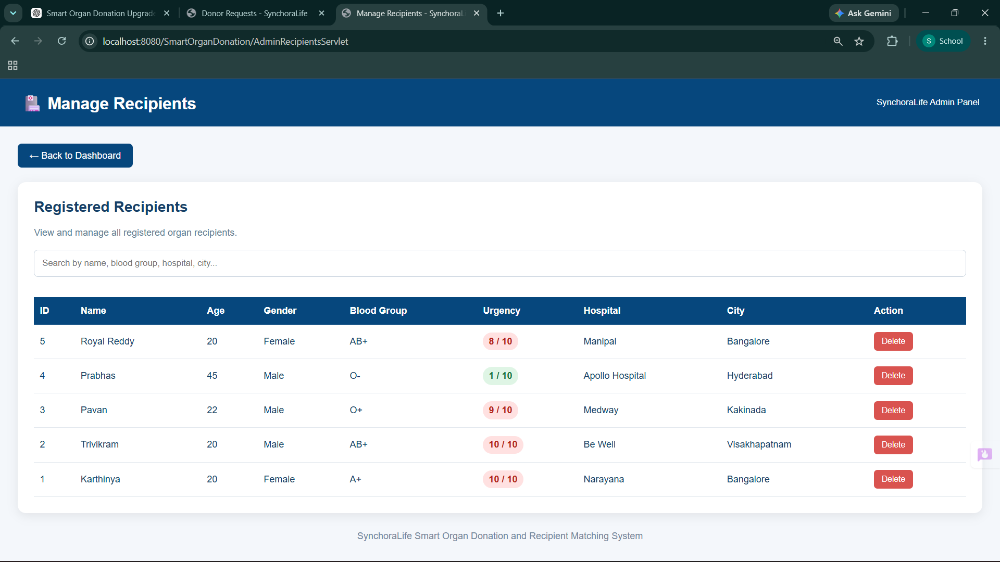 Smart Organ Donation Upgrade
Donor Requests - SynchoraLife
Manage Recipients - SynchoraL
Ask Gemini
localhost:8080/SmartOrganDonation/AdminRecipientsServlet
S School
Manage Recipients
SynchoraLife Admin Panel
← Back to Dashboard
Registered Recipients
View and manage all registered organ recipients.
Search by name, blood group, hospital, city...
ID Name Age Gender Blood Group Urgency Hospital City Action
5 Royal Reddy 20 Female AB+ 8 / 10 Manipal Bangalore Delete
4 Prabhas 45 Male O- 1 / 10 Apollo Hospital Hyderabad Delete
3 Pavan 22 Male O+ 9 / 10 Medway Kakinada Delete
2 Trivikram 20 Male AB+ 10 / 10 Be Well Visakhapatnam Delete
1 Karthinya 20 Female A+ 10 / 10 Narayana Bangalore Delete
SynchoraLife Smart Organ Donation and Recipient Matching System